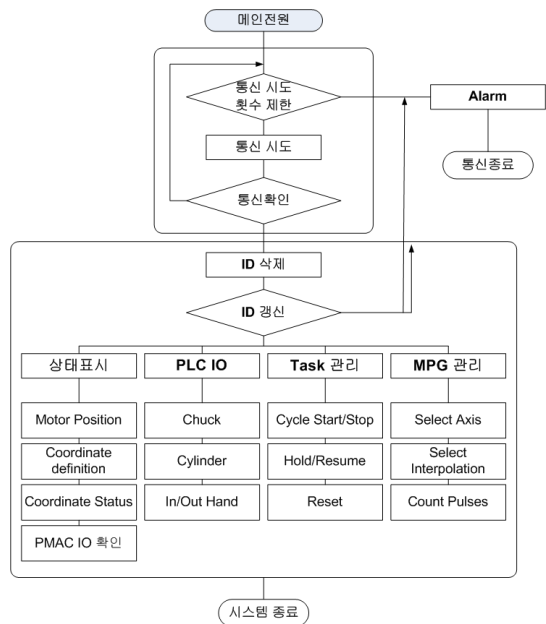 메인전원
통신 시도
횟수 제한
Alarm
통신 시도
통신종료
통신확인
ID 삭제
ID 갱신
상태표시
PLC IO
Task 관리
MPG 관리
Motor Position
Chuck
Cycle Start/Stop
Select Axis
Coordinate
definition
Cylinder
Hold/Resume
Select
Interpolation
Coordinate Status
In/Out Hand
Reset
Count Pulses
PMAC IO 확인
시스템 종료